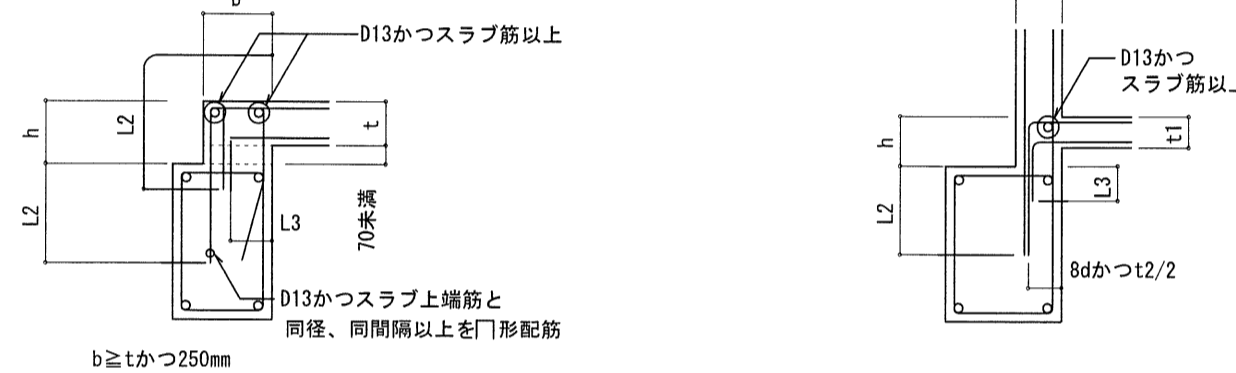 b
D13かつスラブ筋以上
h
L2
t
L2
L3
70未満
D13かつスラブ上端筋と
同径、同間隔以上を冂形配筋
b≧tかつ250mm
D13かつ
スラブ筋以上
h
t1
L2
L3
8dかつt2/2